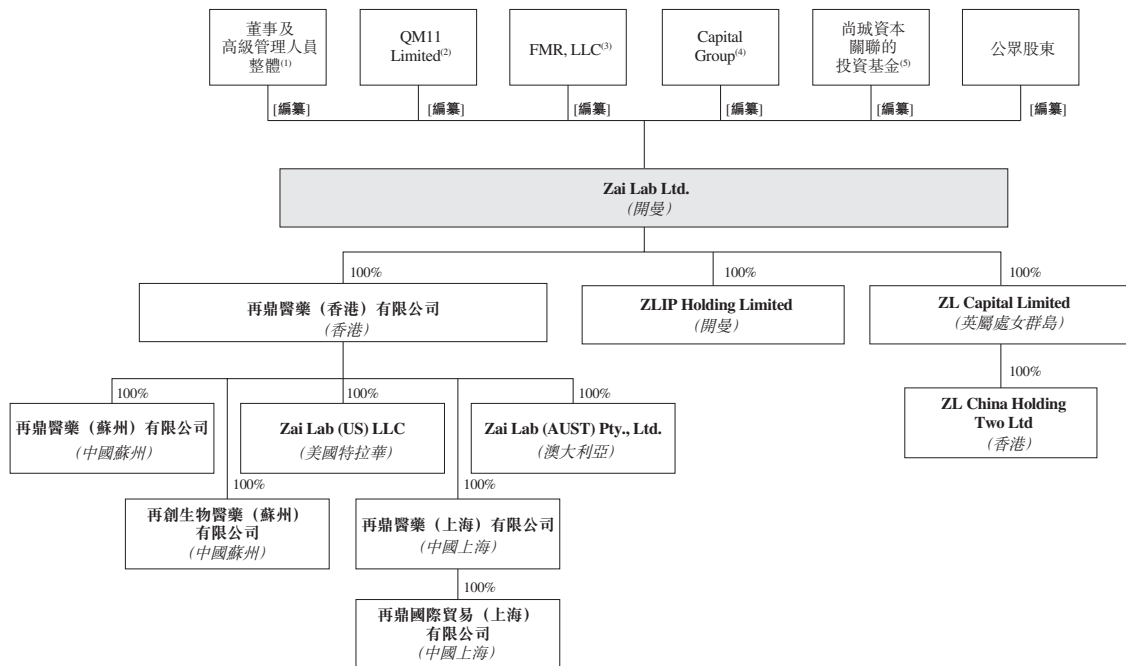 董事及
高級管理人員
整體(1)
QM11
Limited(2)
FMR, LLC(3)
Capital
Group(4)
尚珹資本
關聯的
投資基金(5)
公眾股東
[編纂]
[編纂]
[編纂]
[編纂]
[編纂]
[編纂]
Zai Lab Ltd.
(開曼)
100%
100%
100%
再鼎醫藥（香港）有限公司
(香港)
ZLIP Holding Limited
(開曼)
ZL Capital Limited
(英屬處女群島)
100%
100%
100%
100%
再鼎醫藥（蘇州）有限公司
(中國蘇州)
Zai Lab (US) LLC
(美國特拉華)
Zai Lab (AUST) Pty., Ltd.
(澳大利亞)
ZL China Holding
Two Ltd
(香港)
100%
100%
再創生物醫藥（蘇州）
有限公司
(中國蘇州)
再鼎醫藥（上海）有限公司
(中國上海)
100%
再鼎國際貿易（上海）
有限公司
(中國上海)